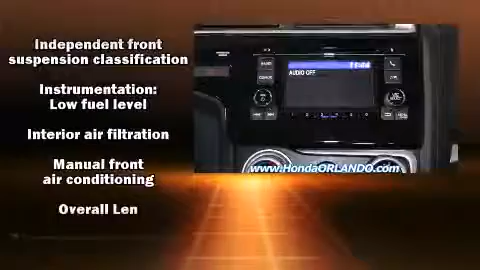 Independent front
suspension classification
Instrumentation:
Low fuel level
Interior air filtration
Manual front
air conditioning
Overall Len
AUDIO OFF
www.HondaORLANDO.com